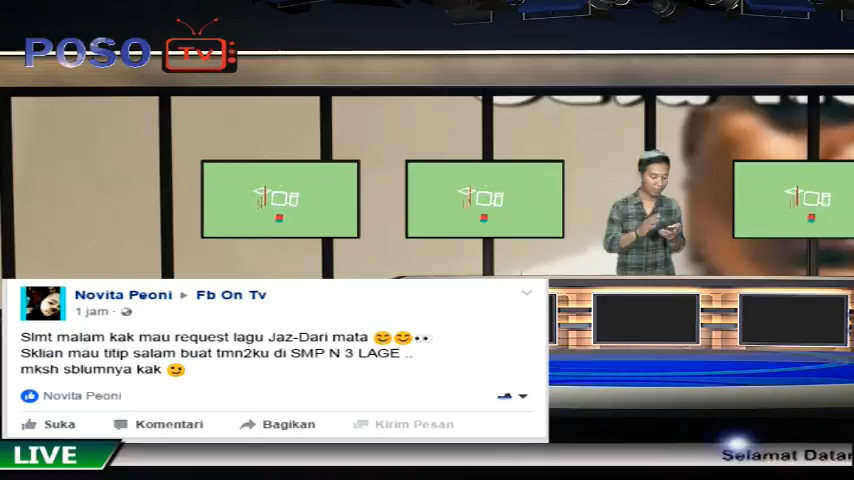 POSO TV
Novita Peoni ▸ Fb On Tv
1 jam ·
Slmt malam kak mau request lagu Jaz-Dari mata 😊😊👀
Sklian mau titip salam buat tmn2ku di SMP N 3 LAGE ..
mksh sblumnya kak 😉
Novita Peoni
Suka Komentari Bagikan Kirim Pesan
LIVE
Selamat Datan